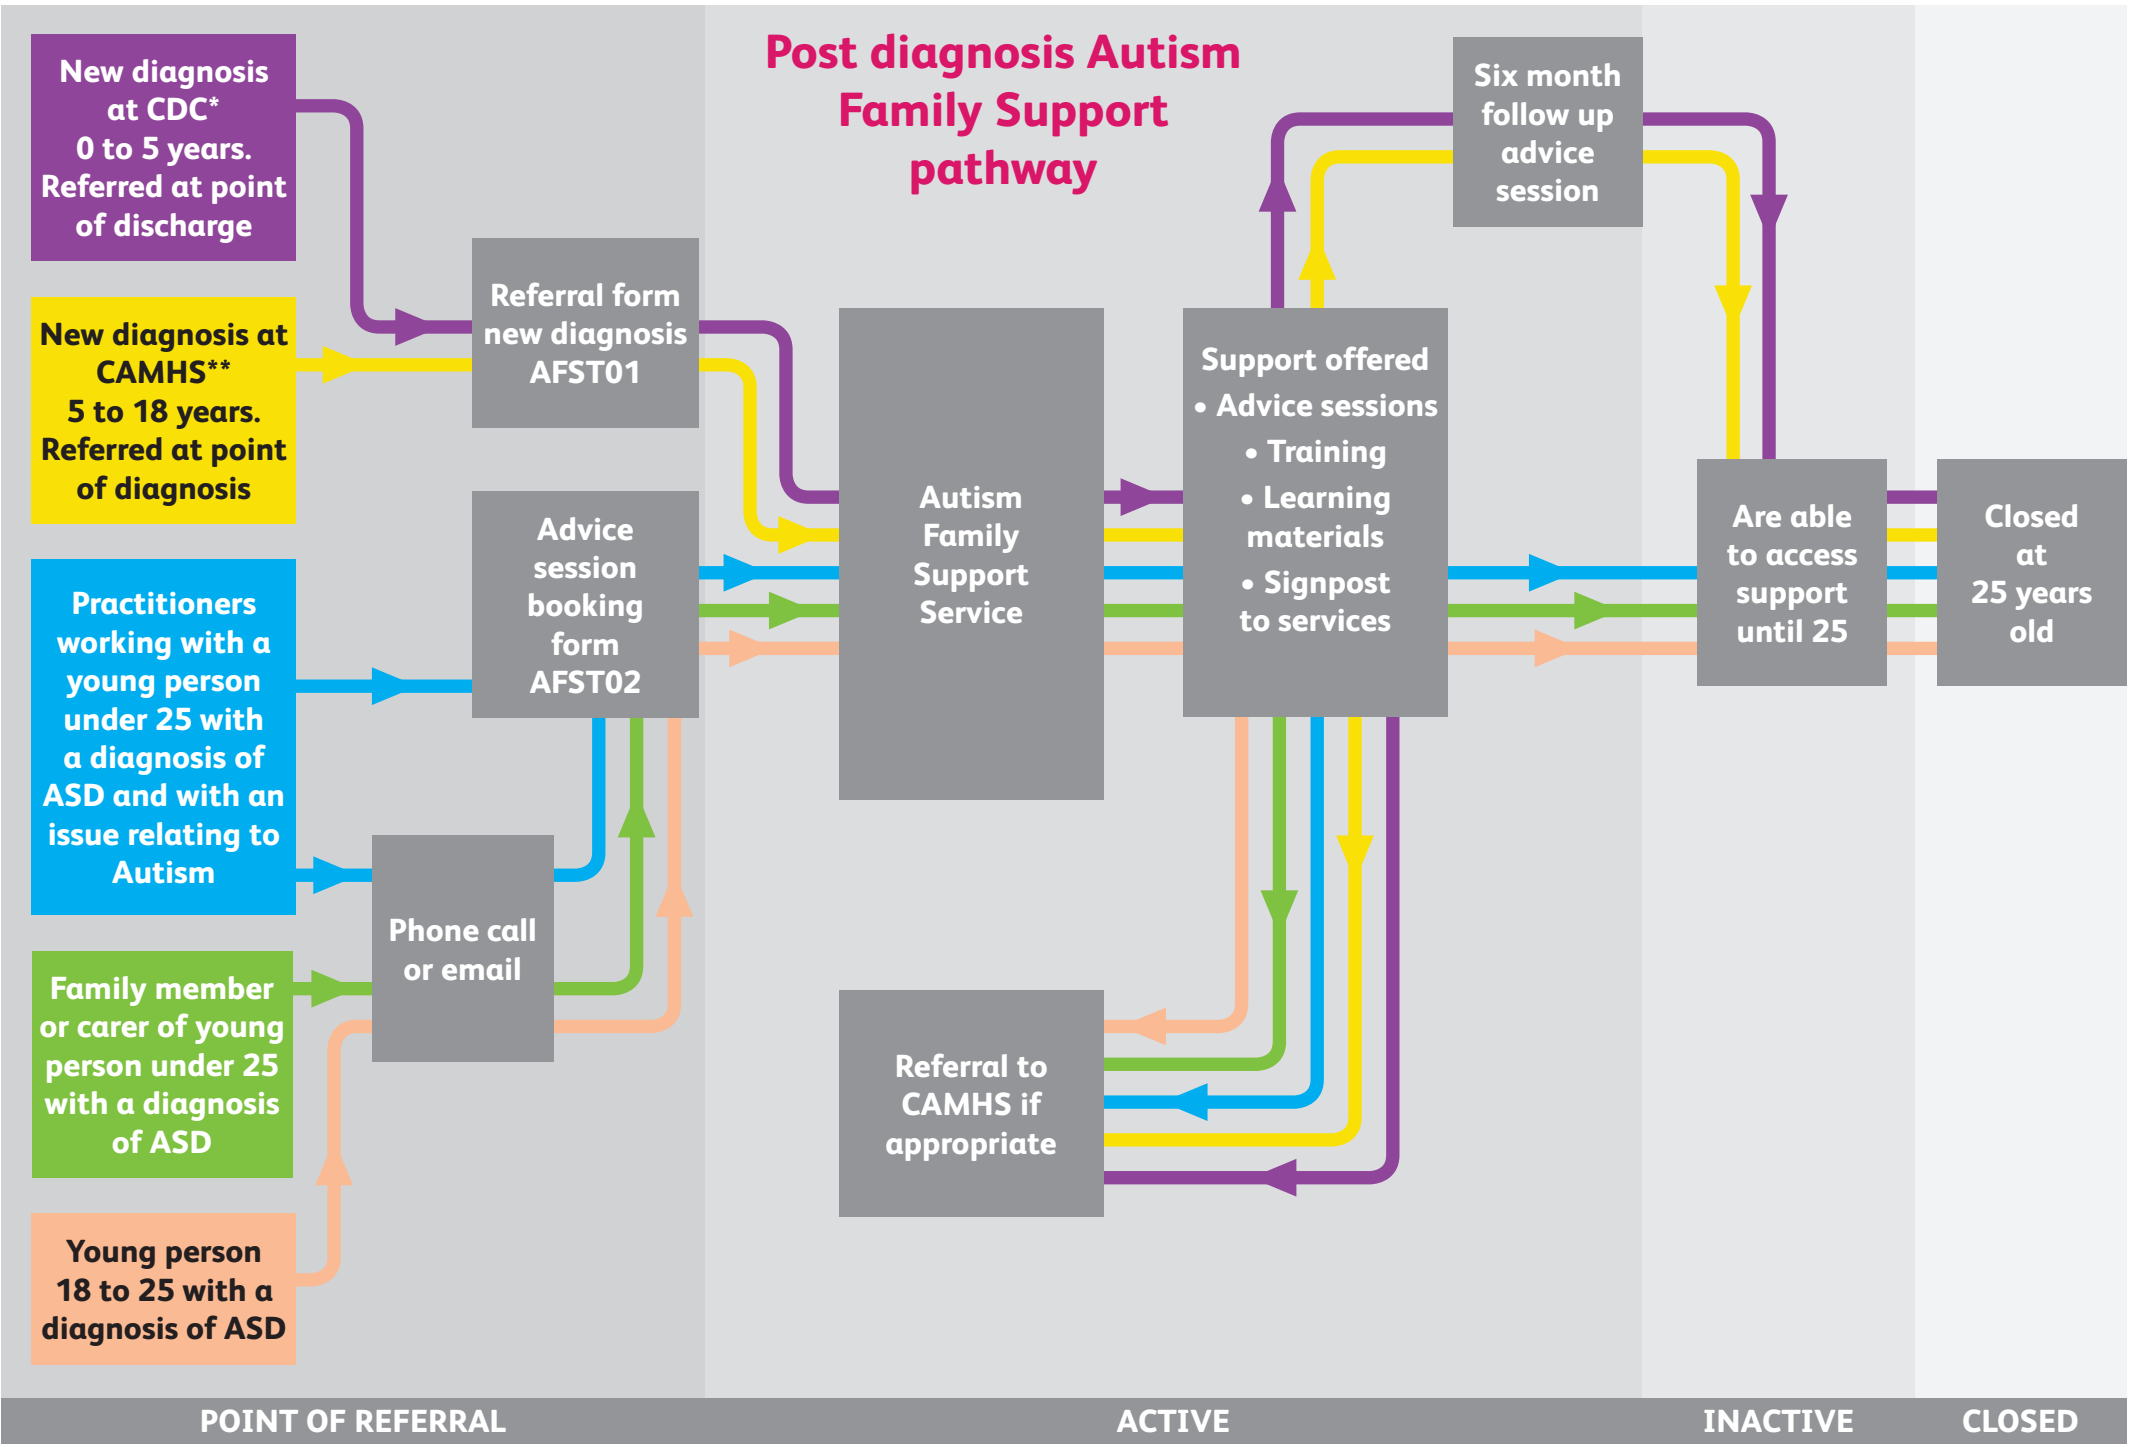 Post diagnosis Autism
Family Support
pathway
New diagnosis
at CDC*
0 to 5 years.
Referred at point
of discharge
New diagnosis at
CAMHS**
5 to 18 years.
Referred at point
of diagnosis
Practitioners
working with a
young person
under 25 with
a diagnosis of
ASD and with an
issue relating to
Autism
Family member
or carer of young
person under 25
with a diagnosis
of ASD
Young person
18 to 25 with a
diagnosis of ASD
Referral form
new diagnosis
AFST01
Advice
session
booking
form
AFST02
Phone call
or email
Autism
Family
Support
Service
Support offered
• Advice sessions
• Training
• Learning
materials
• Signpost
to services
Six month
follow up
advice
session
Referral to
CAMHS if
appropriate
Are able
to access
support
until 25
Closed
at
25 years
old
POINT OF REFERRAL
ACTIVE
INACTIVE
CLOSED